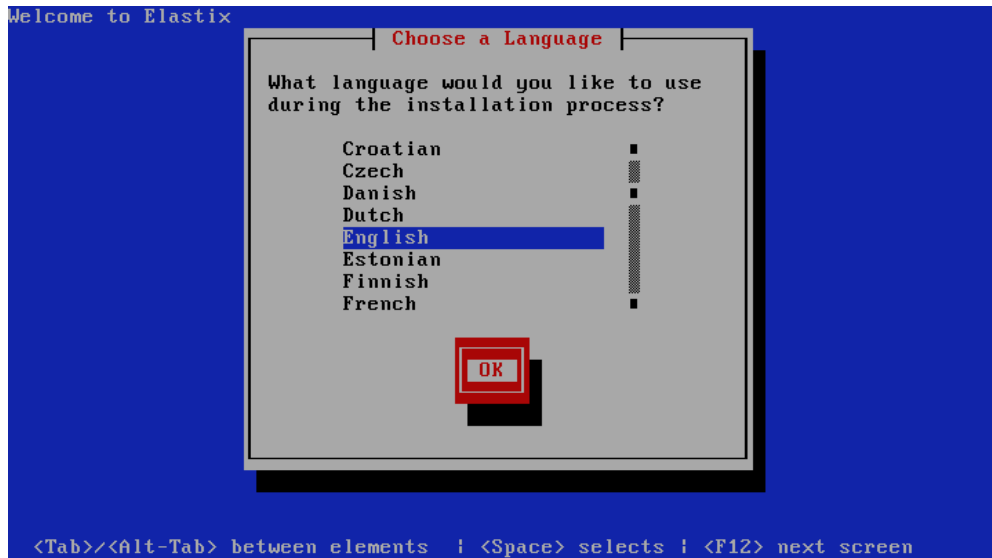 Welcome to Elastix
Choose a Language
What language would you like to use
during the installation process?
Croatian
Czech
Danish
Dutch
English
Estonian
Finnish
French
OK
<Tab>/<Alt-Tab> between elements | <Space> selects | <F12> next screen